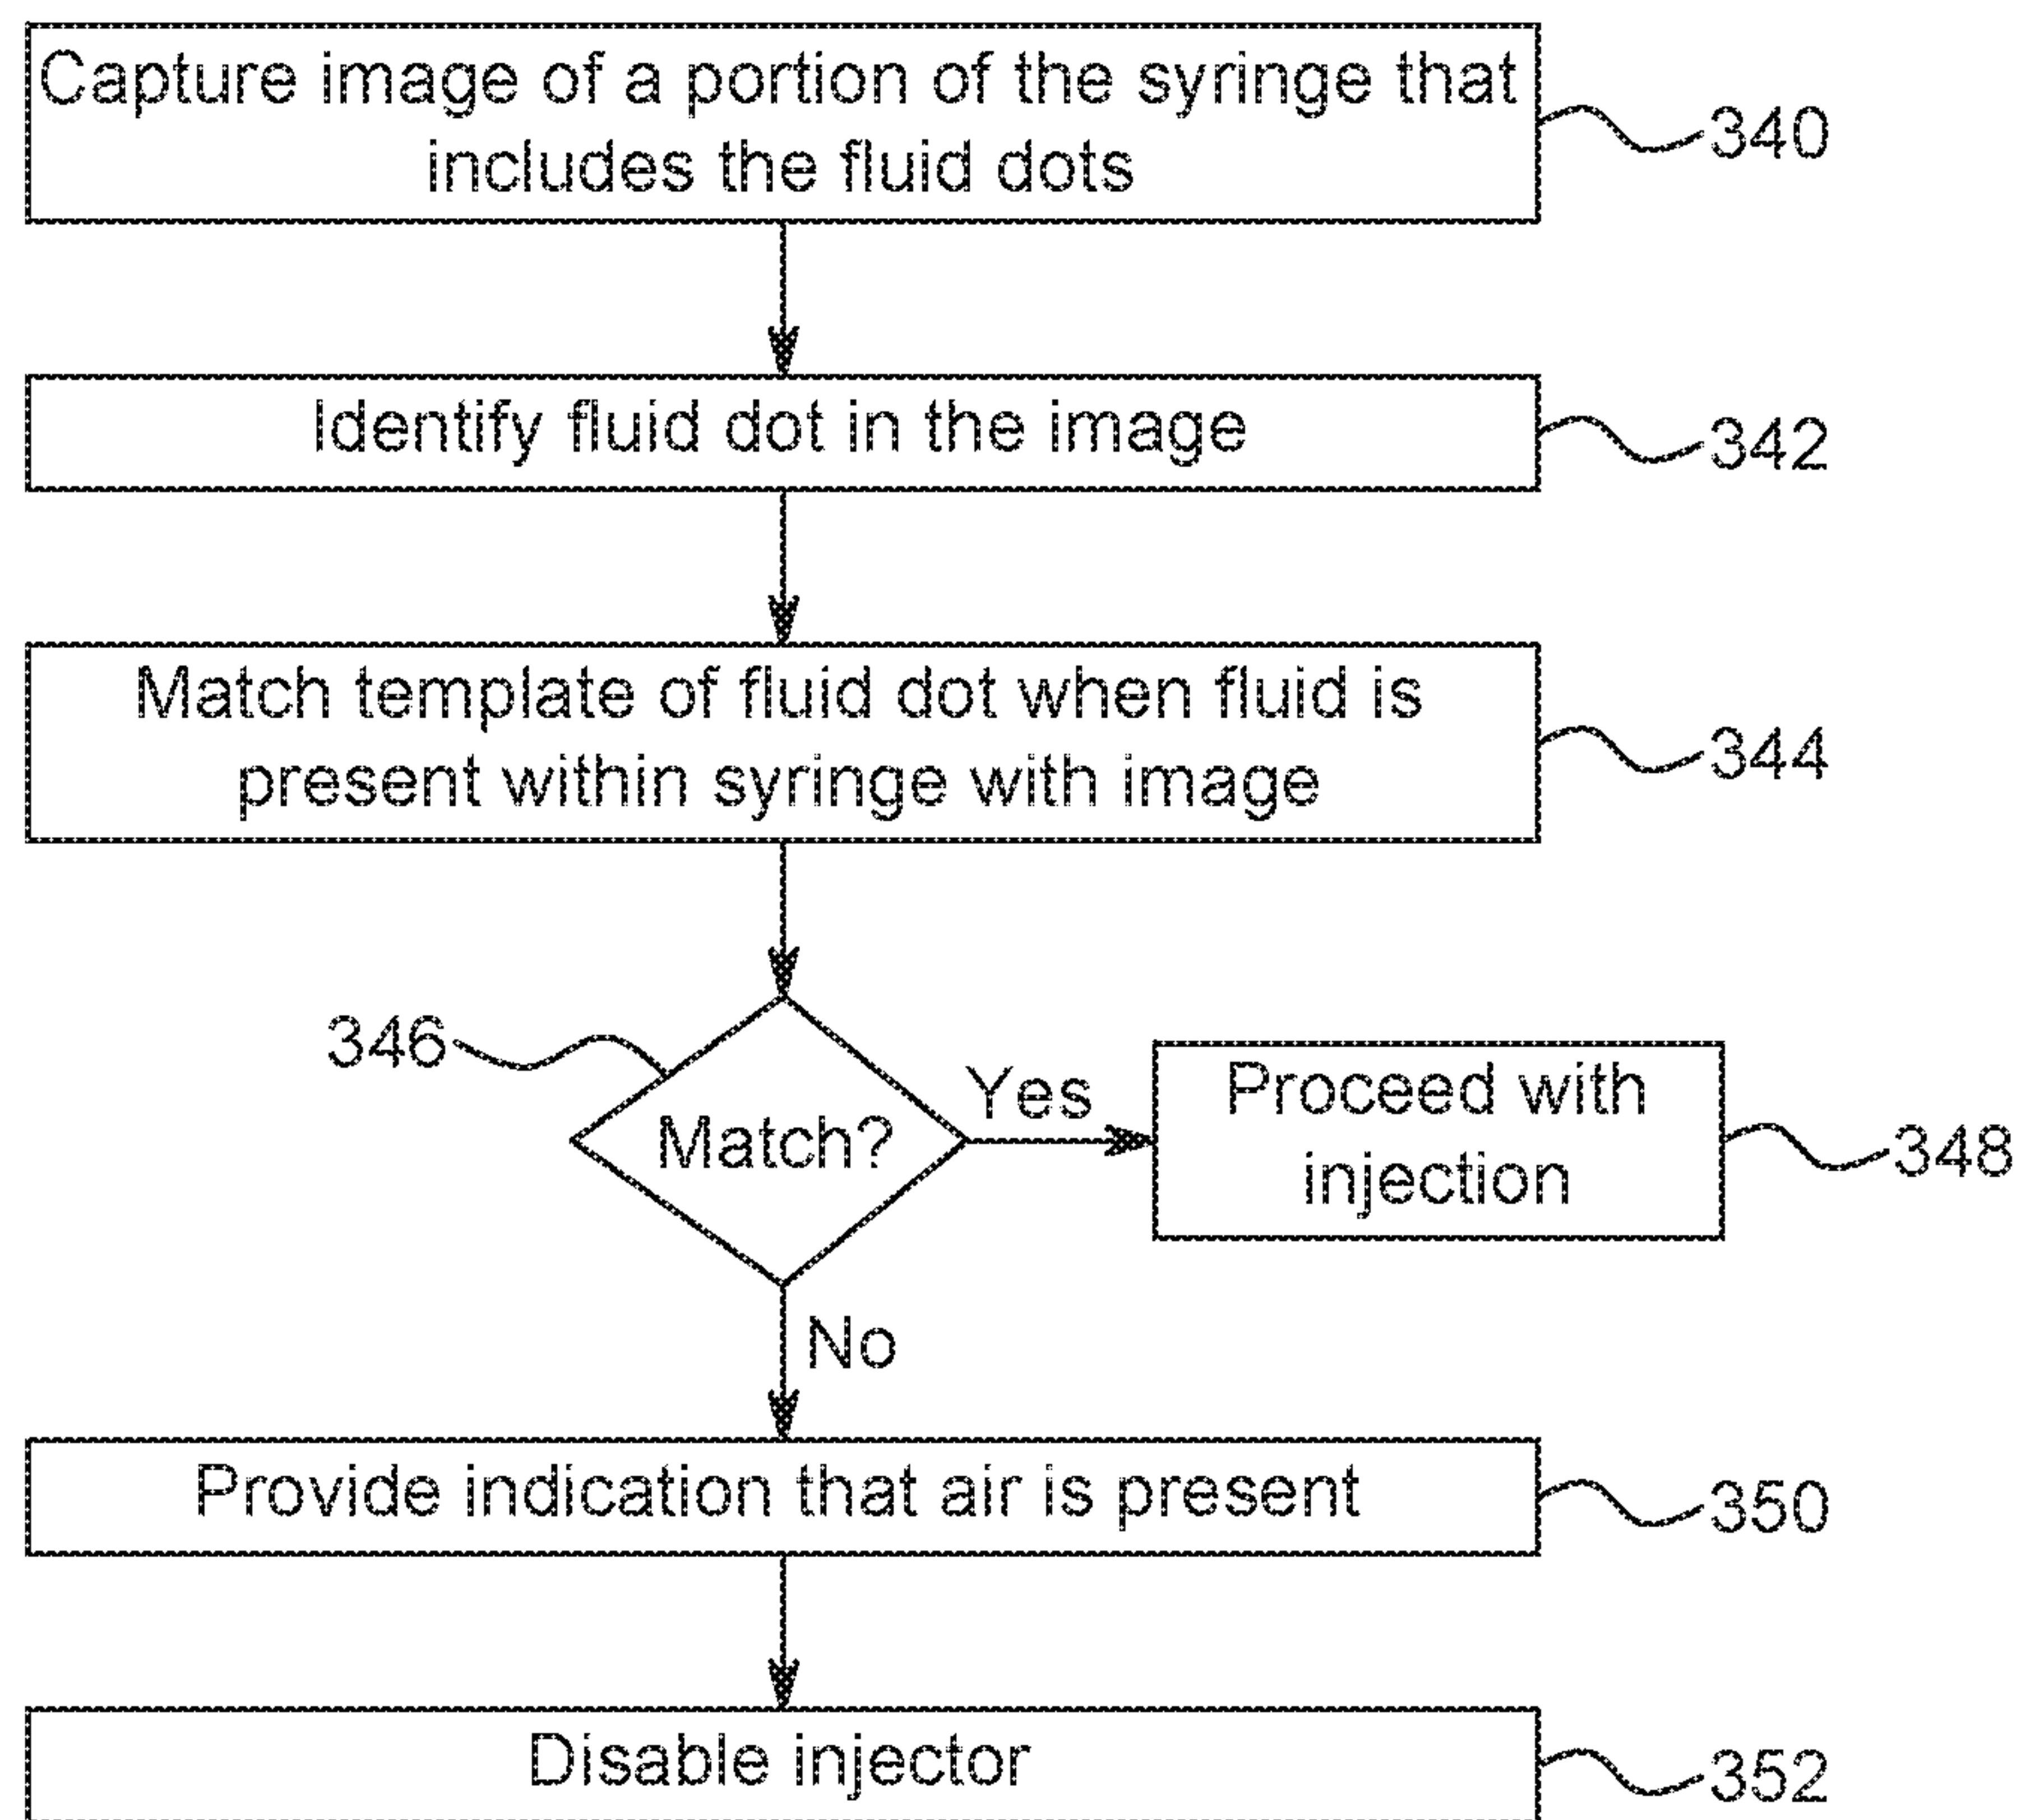 Capture image of a portion of the syringe that
includes the fluid dots
340
Identify fluid dot in the image
342
Match template of fluid dot when fluid is
present within syringe with image
344
346
Match?
Yes
Proceed with
injection
348
No
Provide indication that air is present
350
Disable injector
352